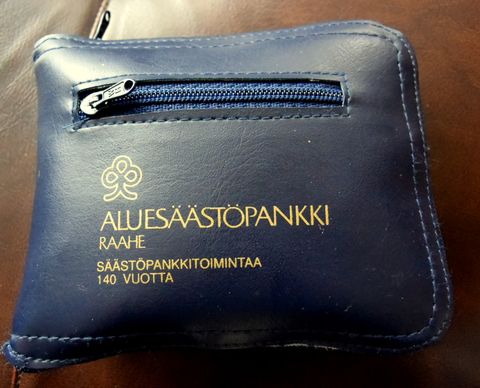 ALUESÄÄSTÖPANKKI
RAAHE
SÄÄSTÖPANKKITOIMINTAA
140 VUOTTA